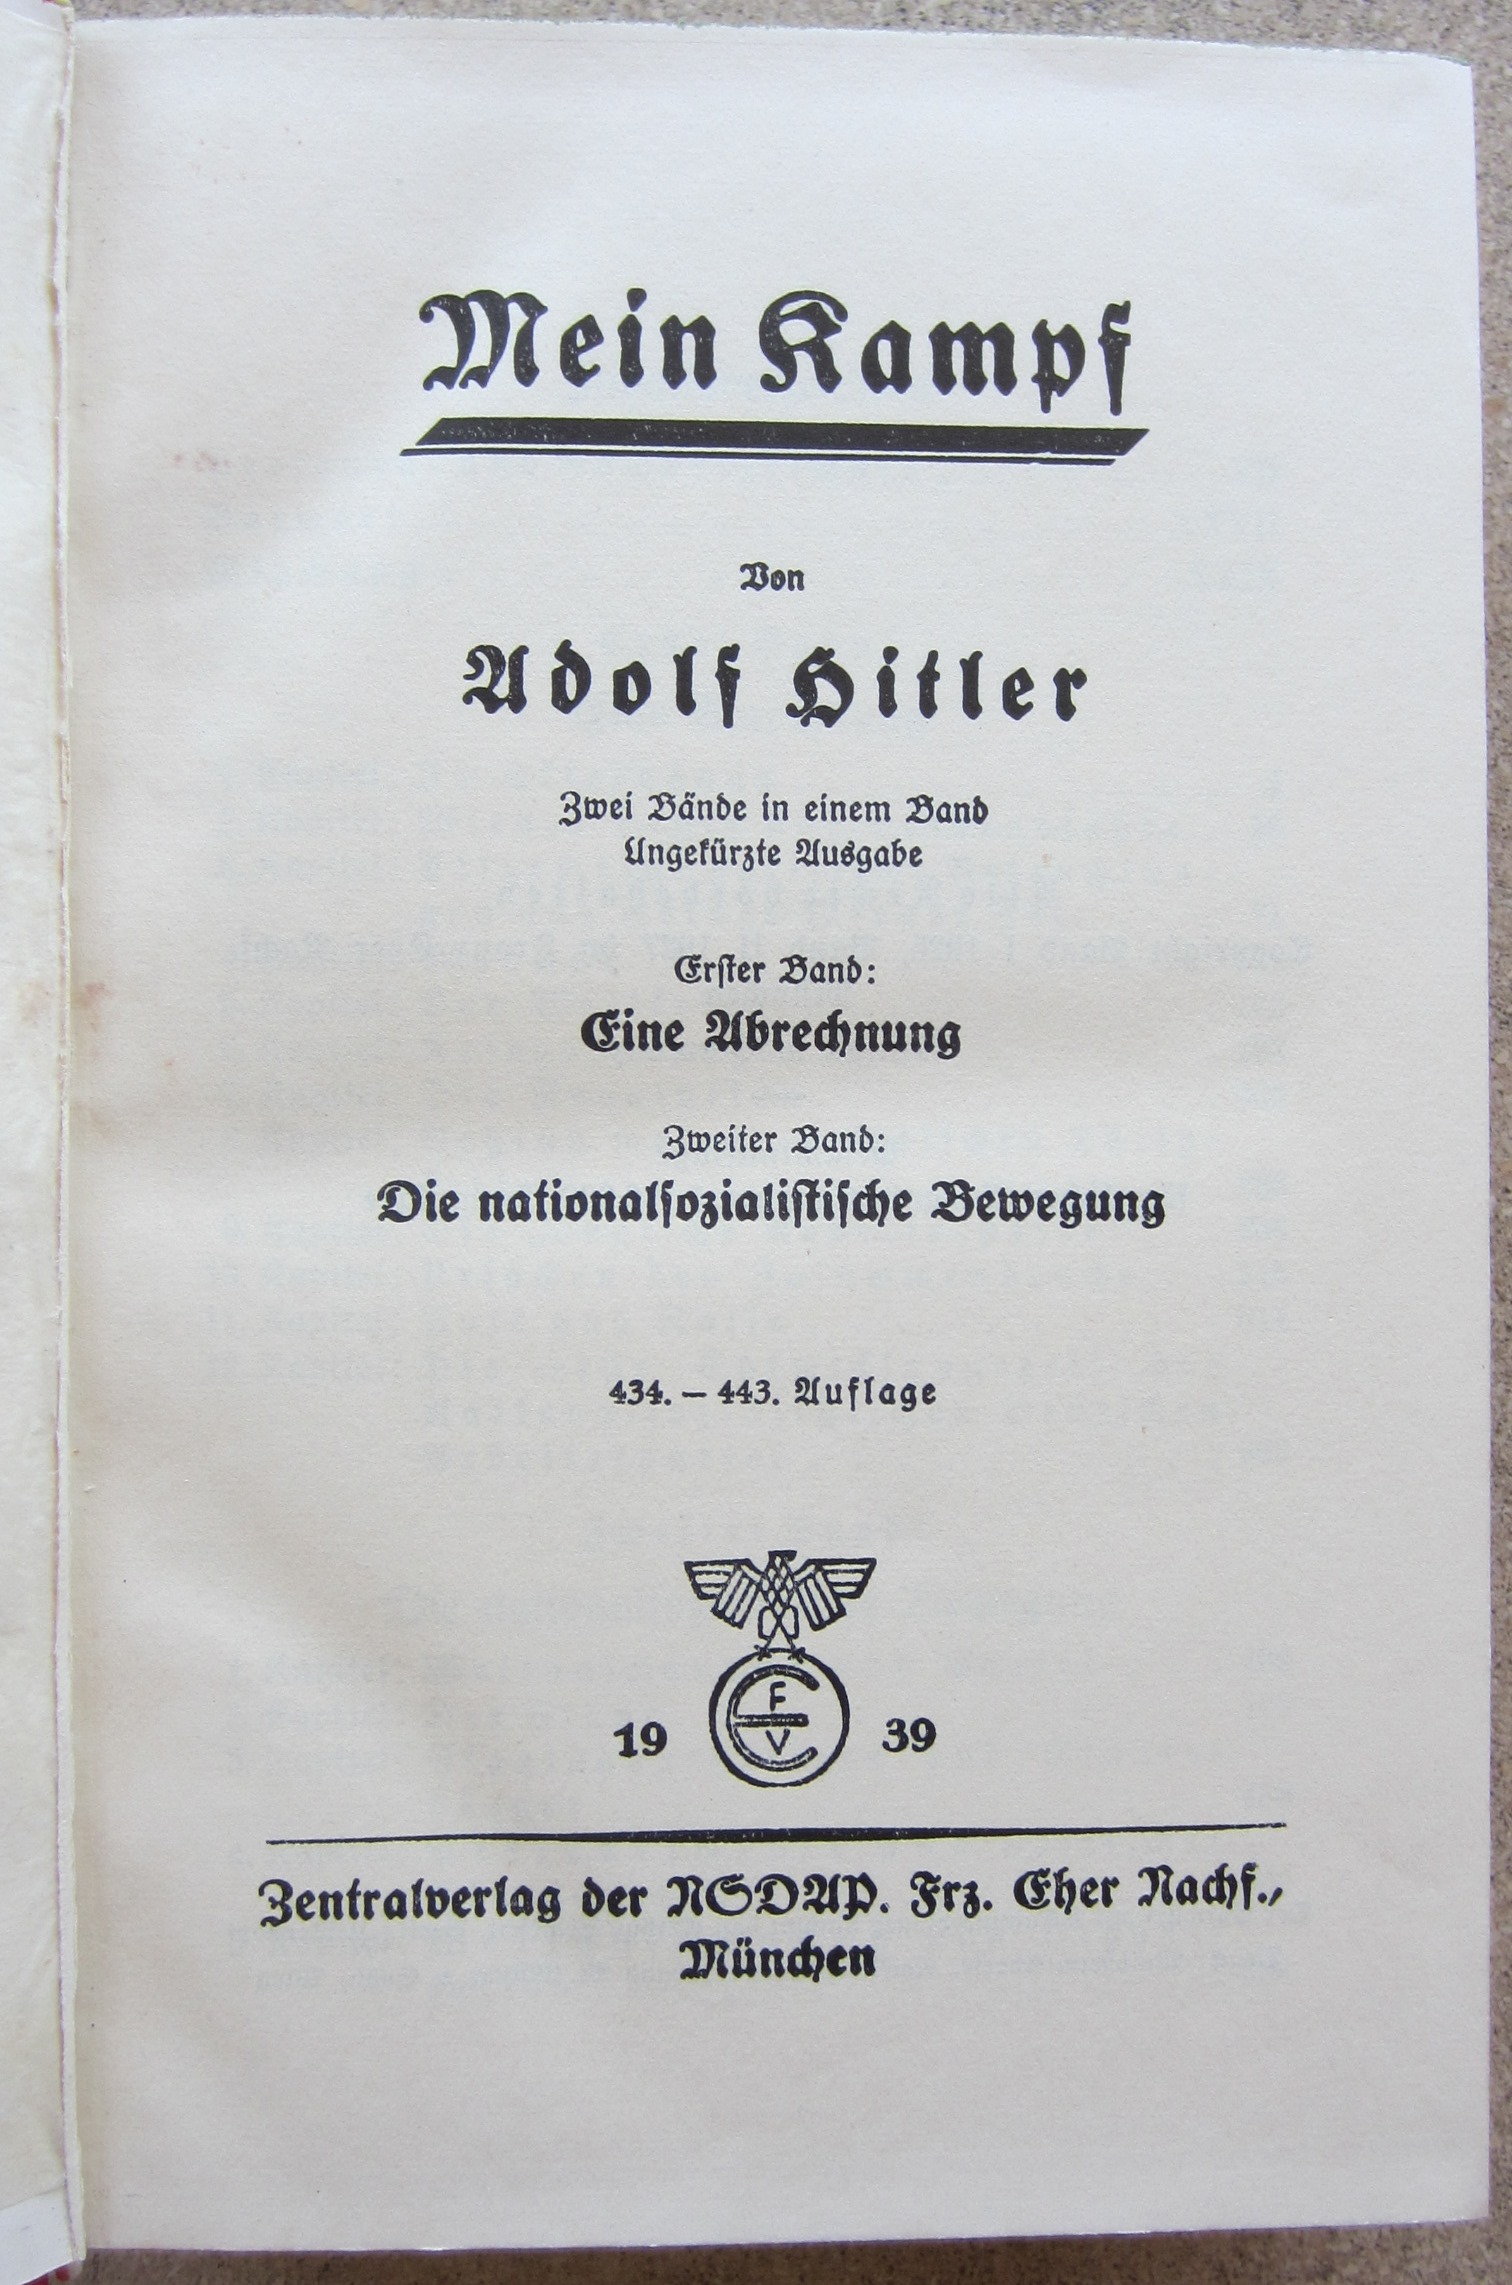 Mein Kampf
Von
Adolf Hitler
Zwei Bände in einem Band
Ungekürzte Ausgabe
Erſter Band:
Eine Abrechnung
Zweiter Band:
Die nationalſozialiſtiſche Bewegung
434. – 443. Auflage
F
E
V
19 39
Zentralverlag der NSDAP. Frz. Eher Nachf.,
München